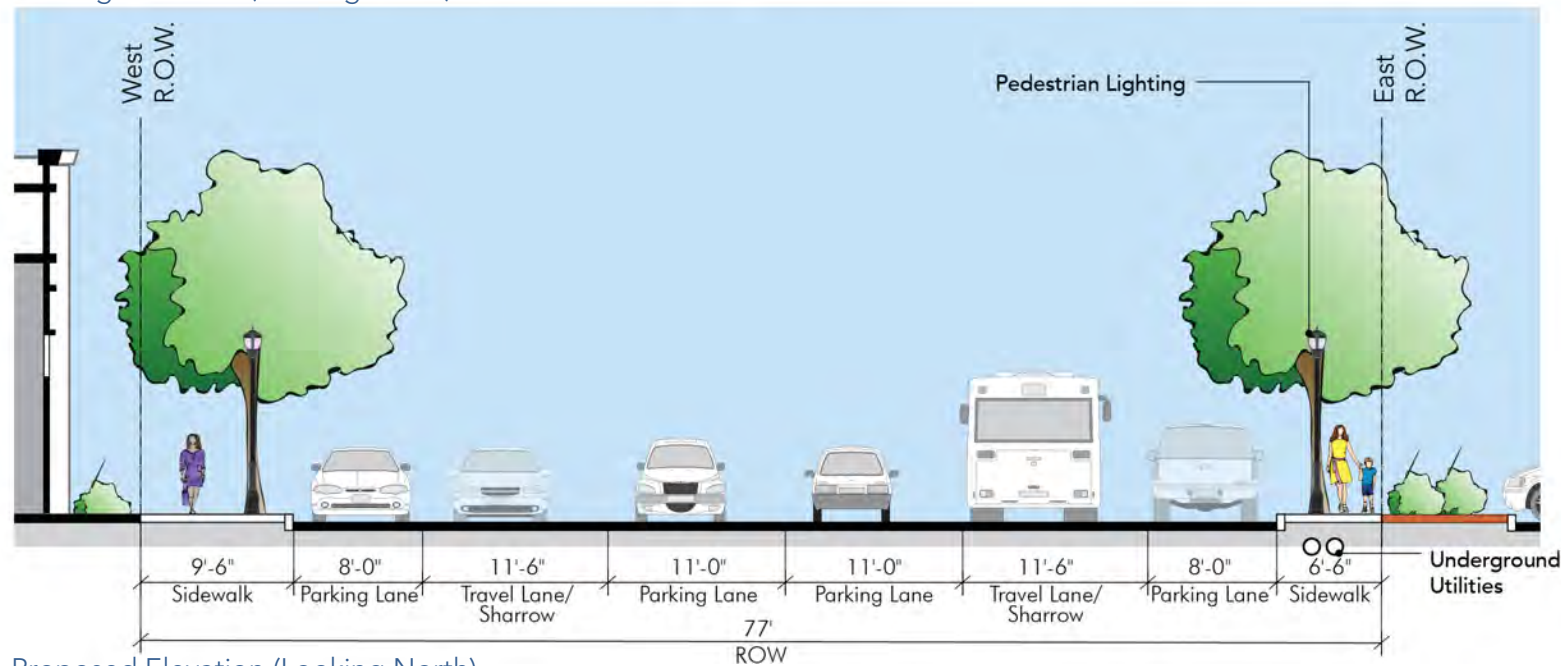 West
R.O.W.
Pedestrian Lighting
East
R.O.W.
9'-6"
Sidewalk
8'-0"
Parking Lane
11'-6"
Travel Lane/
Sharrow
11'-0"
Parking Lane
11'-0"
Parking Lane
11'-6"
Travel Lane/
Sharrow
8'-0"
Parking Lane
6'-6"
Sidewalk
Underground
Utilities
77'
ROW
Proposed Elevation (Looking North)